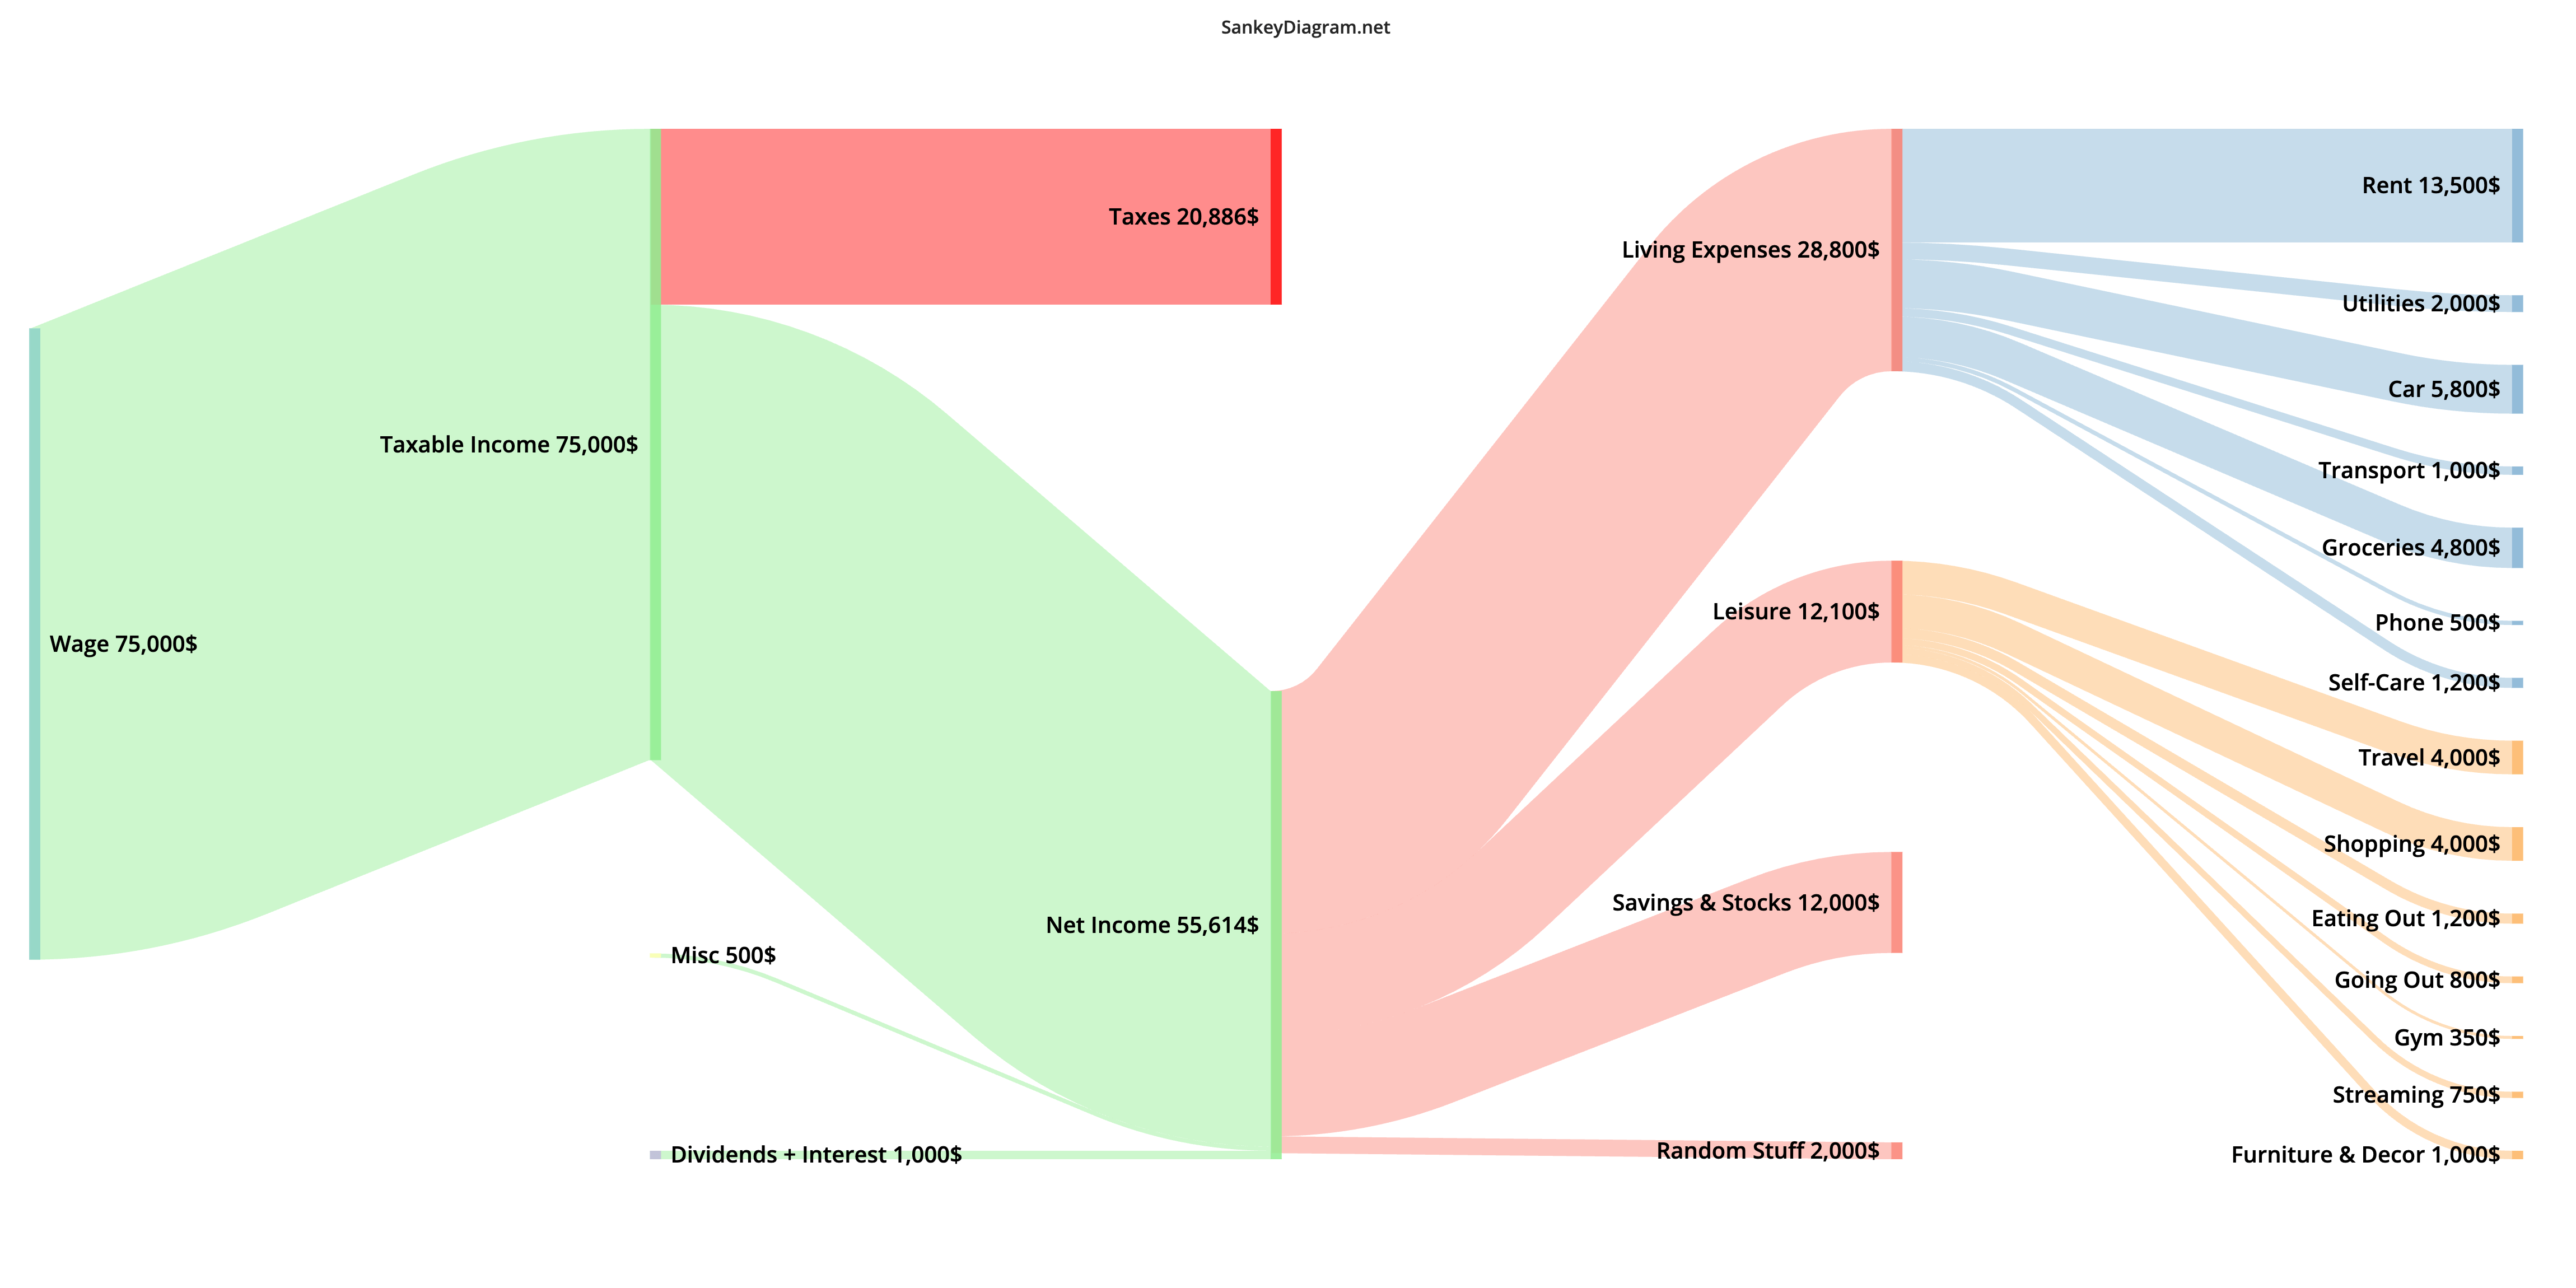 SankeyDiagram.net
Wage 75,000$
Taxable Income 75,000$
Misc 500$
Dividends + Interest 1,000$
Taxes 20,886$
Net Income 55,614$
Living Expenses 28,800$
Leisure 12,100$
Savings & Stocks 12,000$
Random Stuff 2,000$
Rent 13,500$
Utilities 2,000$
Car 5,800$
Transport 1,000$
Groceries 4,800$
Phone 500$
Self-Care 1,200$
Travel 4,000$
Shopping 4,000$
Eating Out 1,200$
Going Out 800$
Gym 350$
Streaming 750$
Furniture & Decor 1,000$